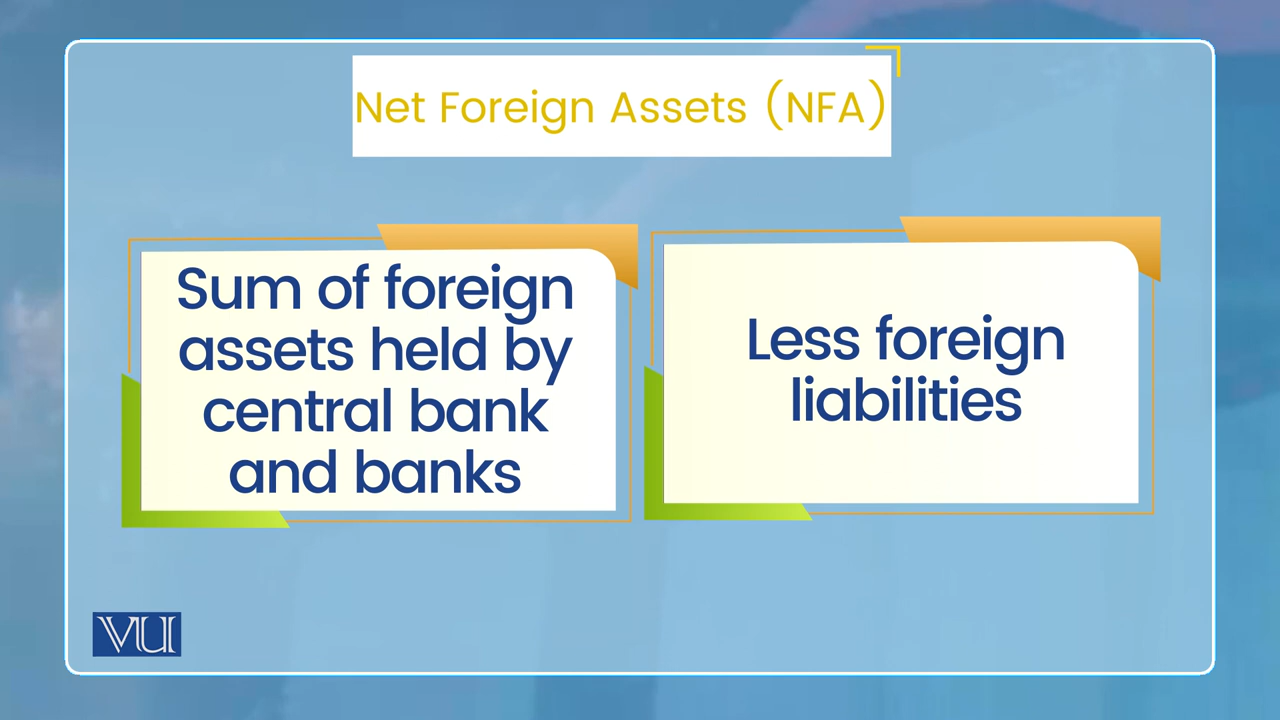 Net Foreign Assets (NFA)
Sum of foreign
assets held by
central bank
and banks
Less foreign
liabilities
VU